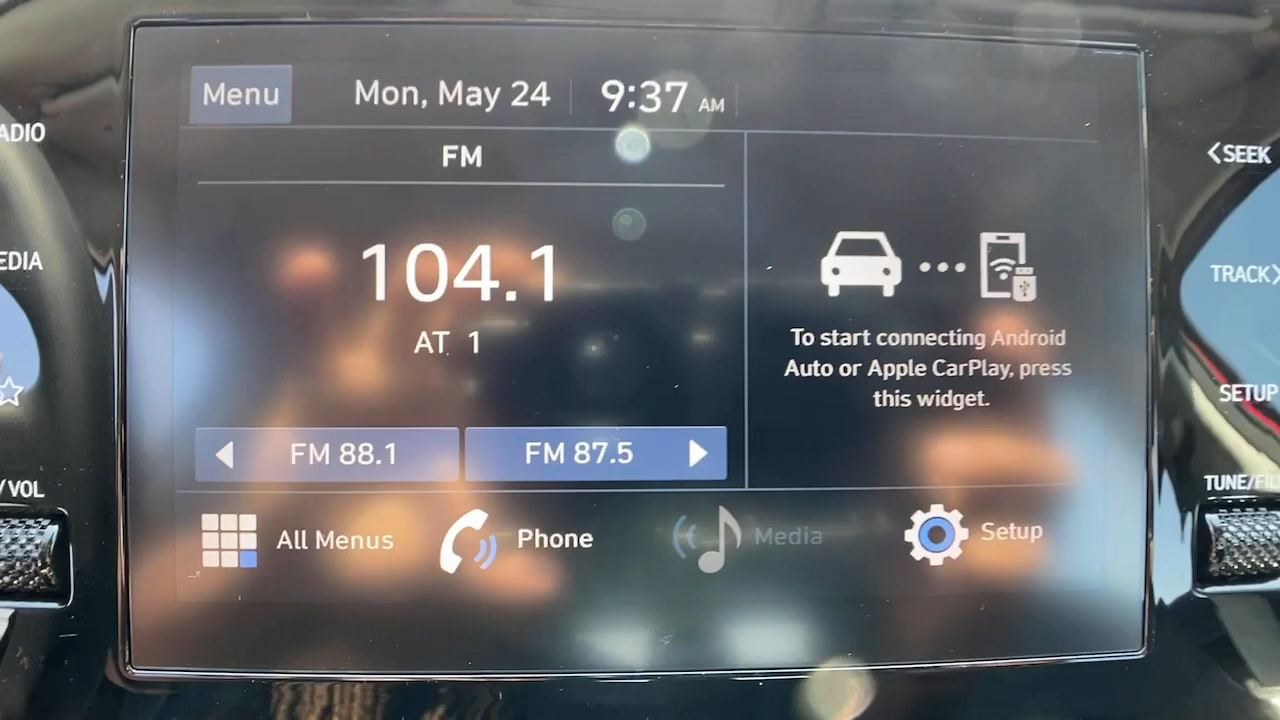 Menu
Mon, May 24
9:37 AM
FM
104.1
AT 1
To start connecting Android
Auto or Apple CarPlay, press
this widget.
FM 88.1
FM 87.5
All Menus
Phone
Media
Setup
ADIO
EDIA
/VOL
SEEK
TRACK
SETUP